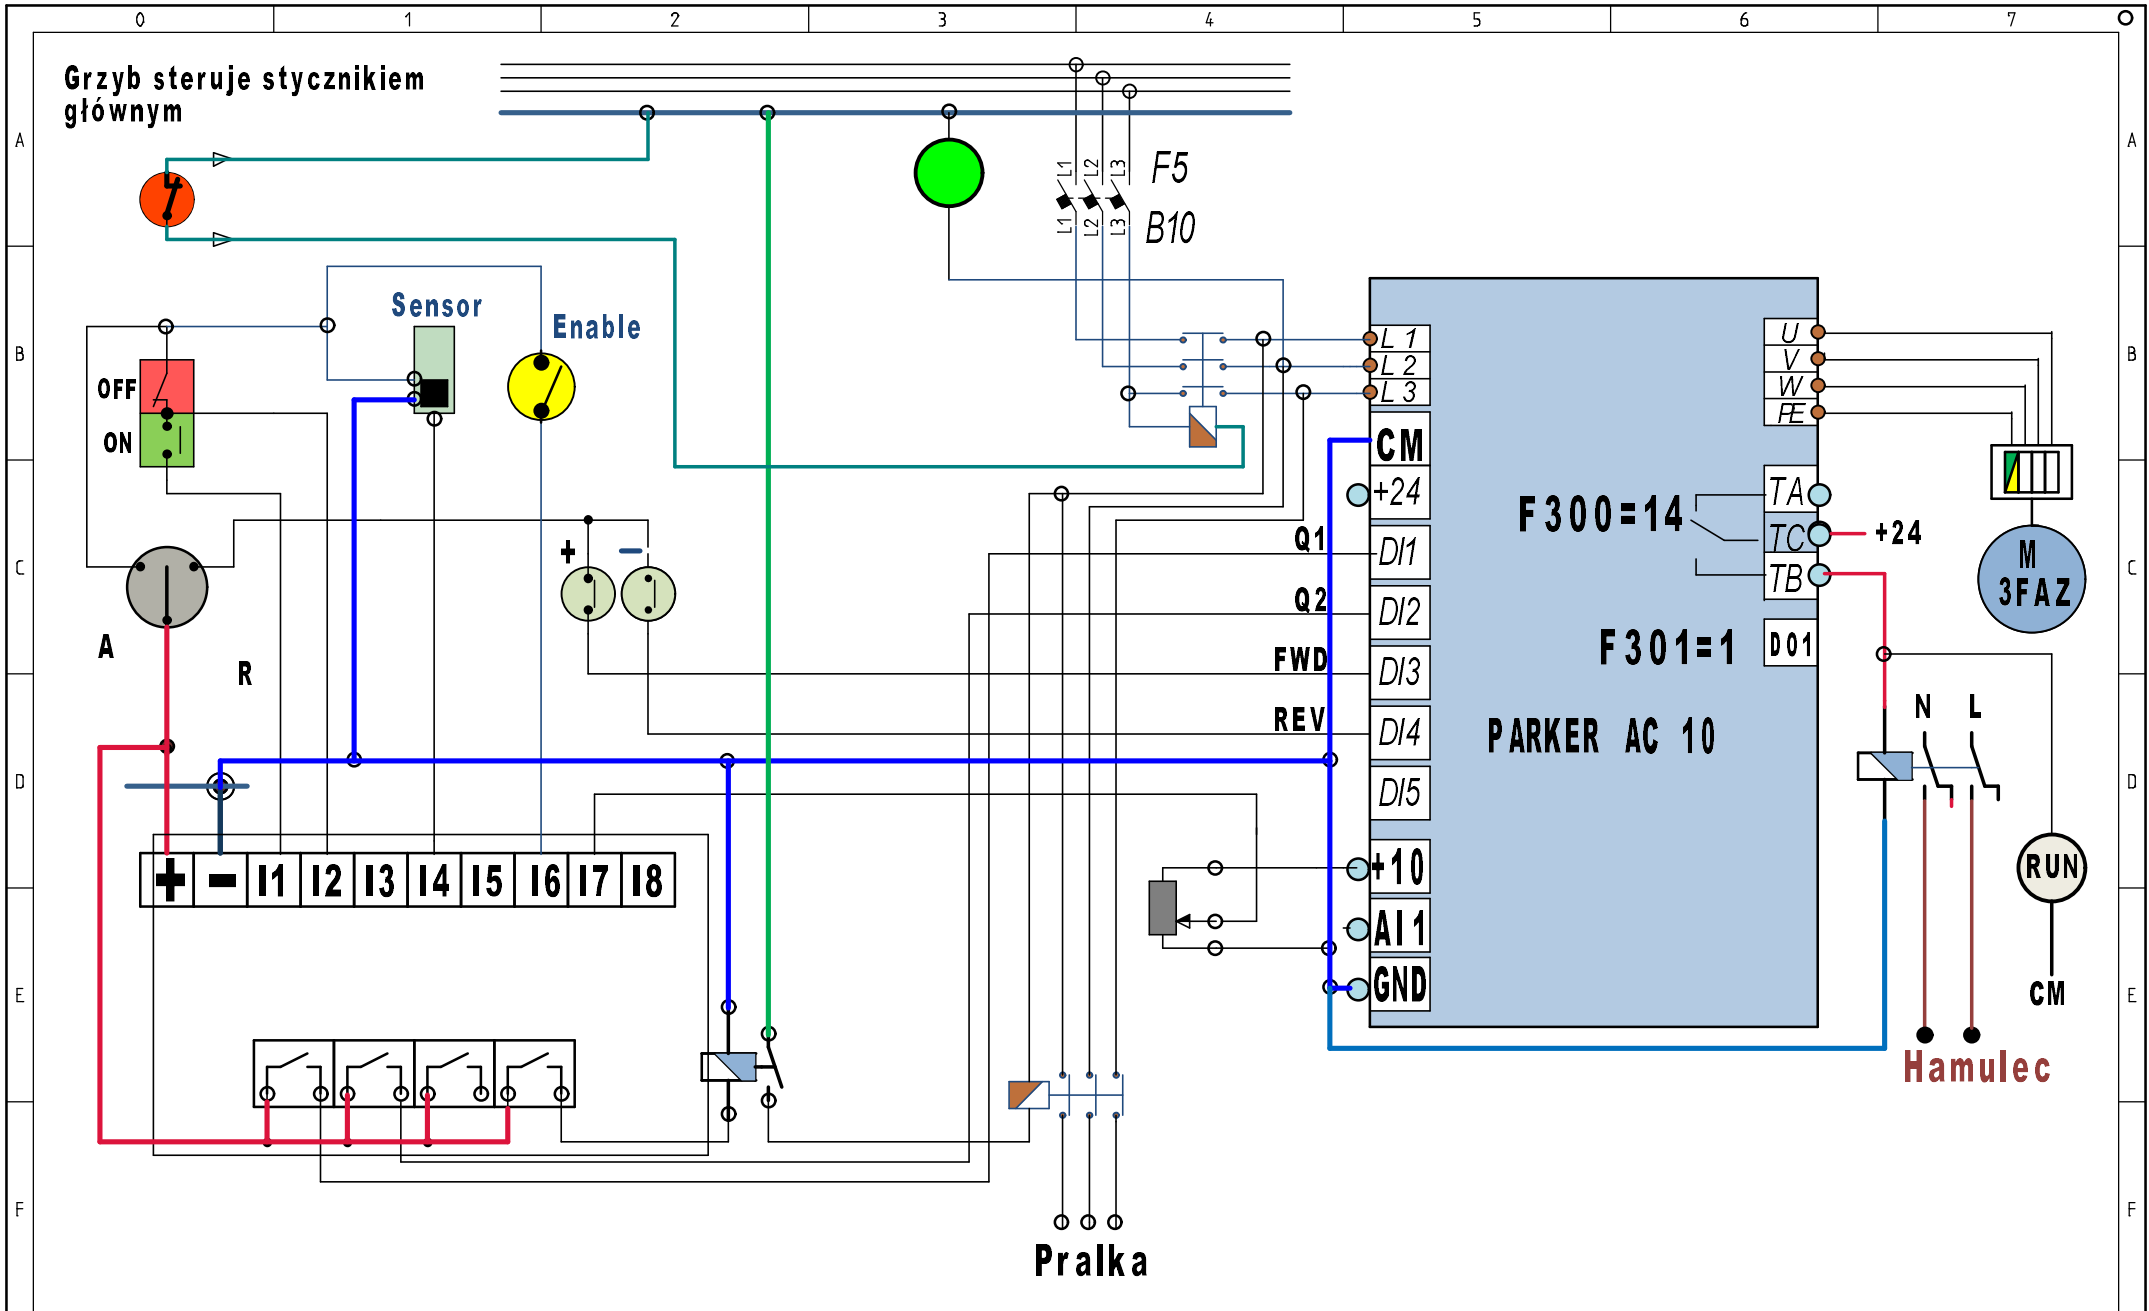 0 1 2 3 4 5 6 7
Grzyb steruje stycznikiem
głównym
A A
L1 L2 L3
F5
L1 L2 L3
B10
Sensor
Enable
B B
OFF
ON
L 1
L 2
L 3
CM
+24
U
V
W
PE
F300=14
TA
TC
+24
TB
Q1
DI1
C C
+
−
M
3FAZ
Q2
DI2
A
R
F301=1
DO1
FWD
DI3
REV
DI4
PARKER AC 10
N L
D D
DI5
+ − I1 I2 I3 I4 I5 I6 I7 I8
+10
RUN
AI1
GND
E E
CM
Hamulec
F F
Pralka